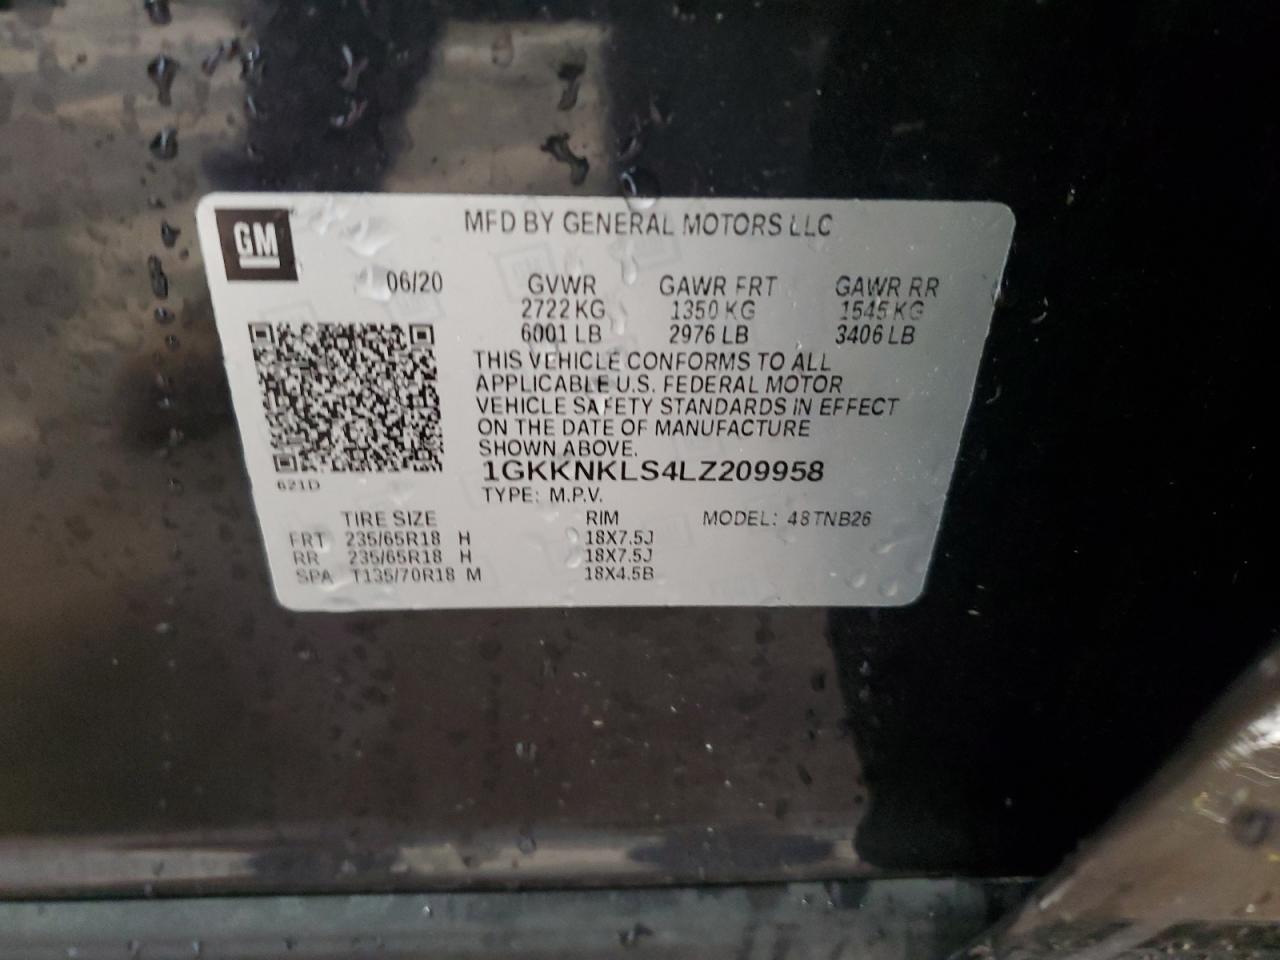 GM
MFD BY GENERAL MOTORS LLC
06/20 GVWR GAWR FRT GAWR RR
2722 KG 1350 KG 1545 KG
6001 LB 2976 LB 3406 LB
THIS VEHICLE CONFORMS TO ALL
APPLICABLE U.S. FEDERAL MOTOR
VEHICLE SAFETY STANDARDS IN EFFECT
ON THE DATE OF MANUFACTURE
SHOWN ABOVE.
1GKKNKLS4LZ209958
621D
TYPE: M.P.V.
TIRE SIZE RIM MODEL: 48TNB26
FRT 235/65R18 H 18X7.5J
RR 235/65R18 H 18X7.5J
SPA T135/70R18 M 18X4.5B